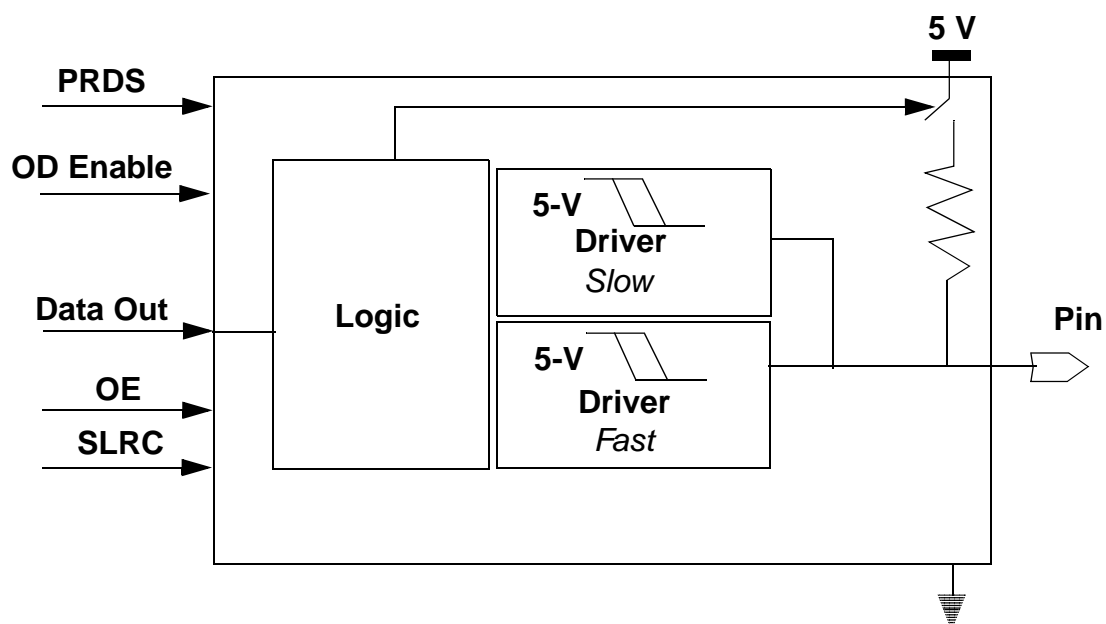 5 V
PRDS
OD Enable
5-V
Driver
Slow
Data Out
Logic
Pin
5-V
Driver
Fast
OE
SLRC